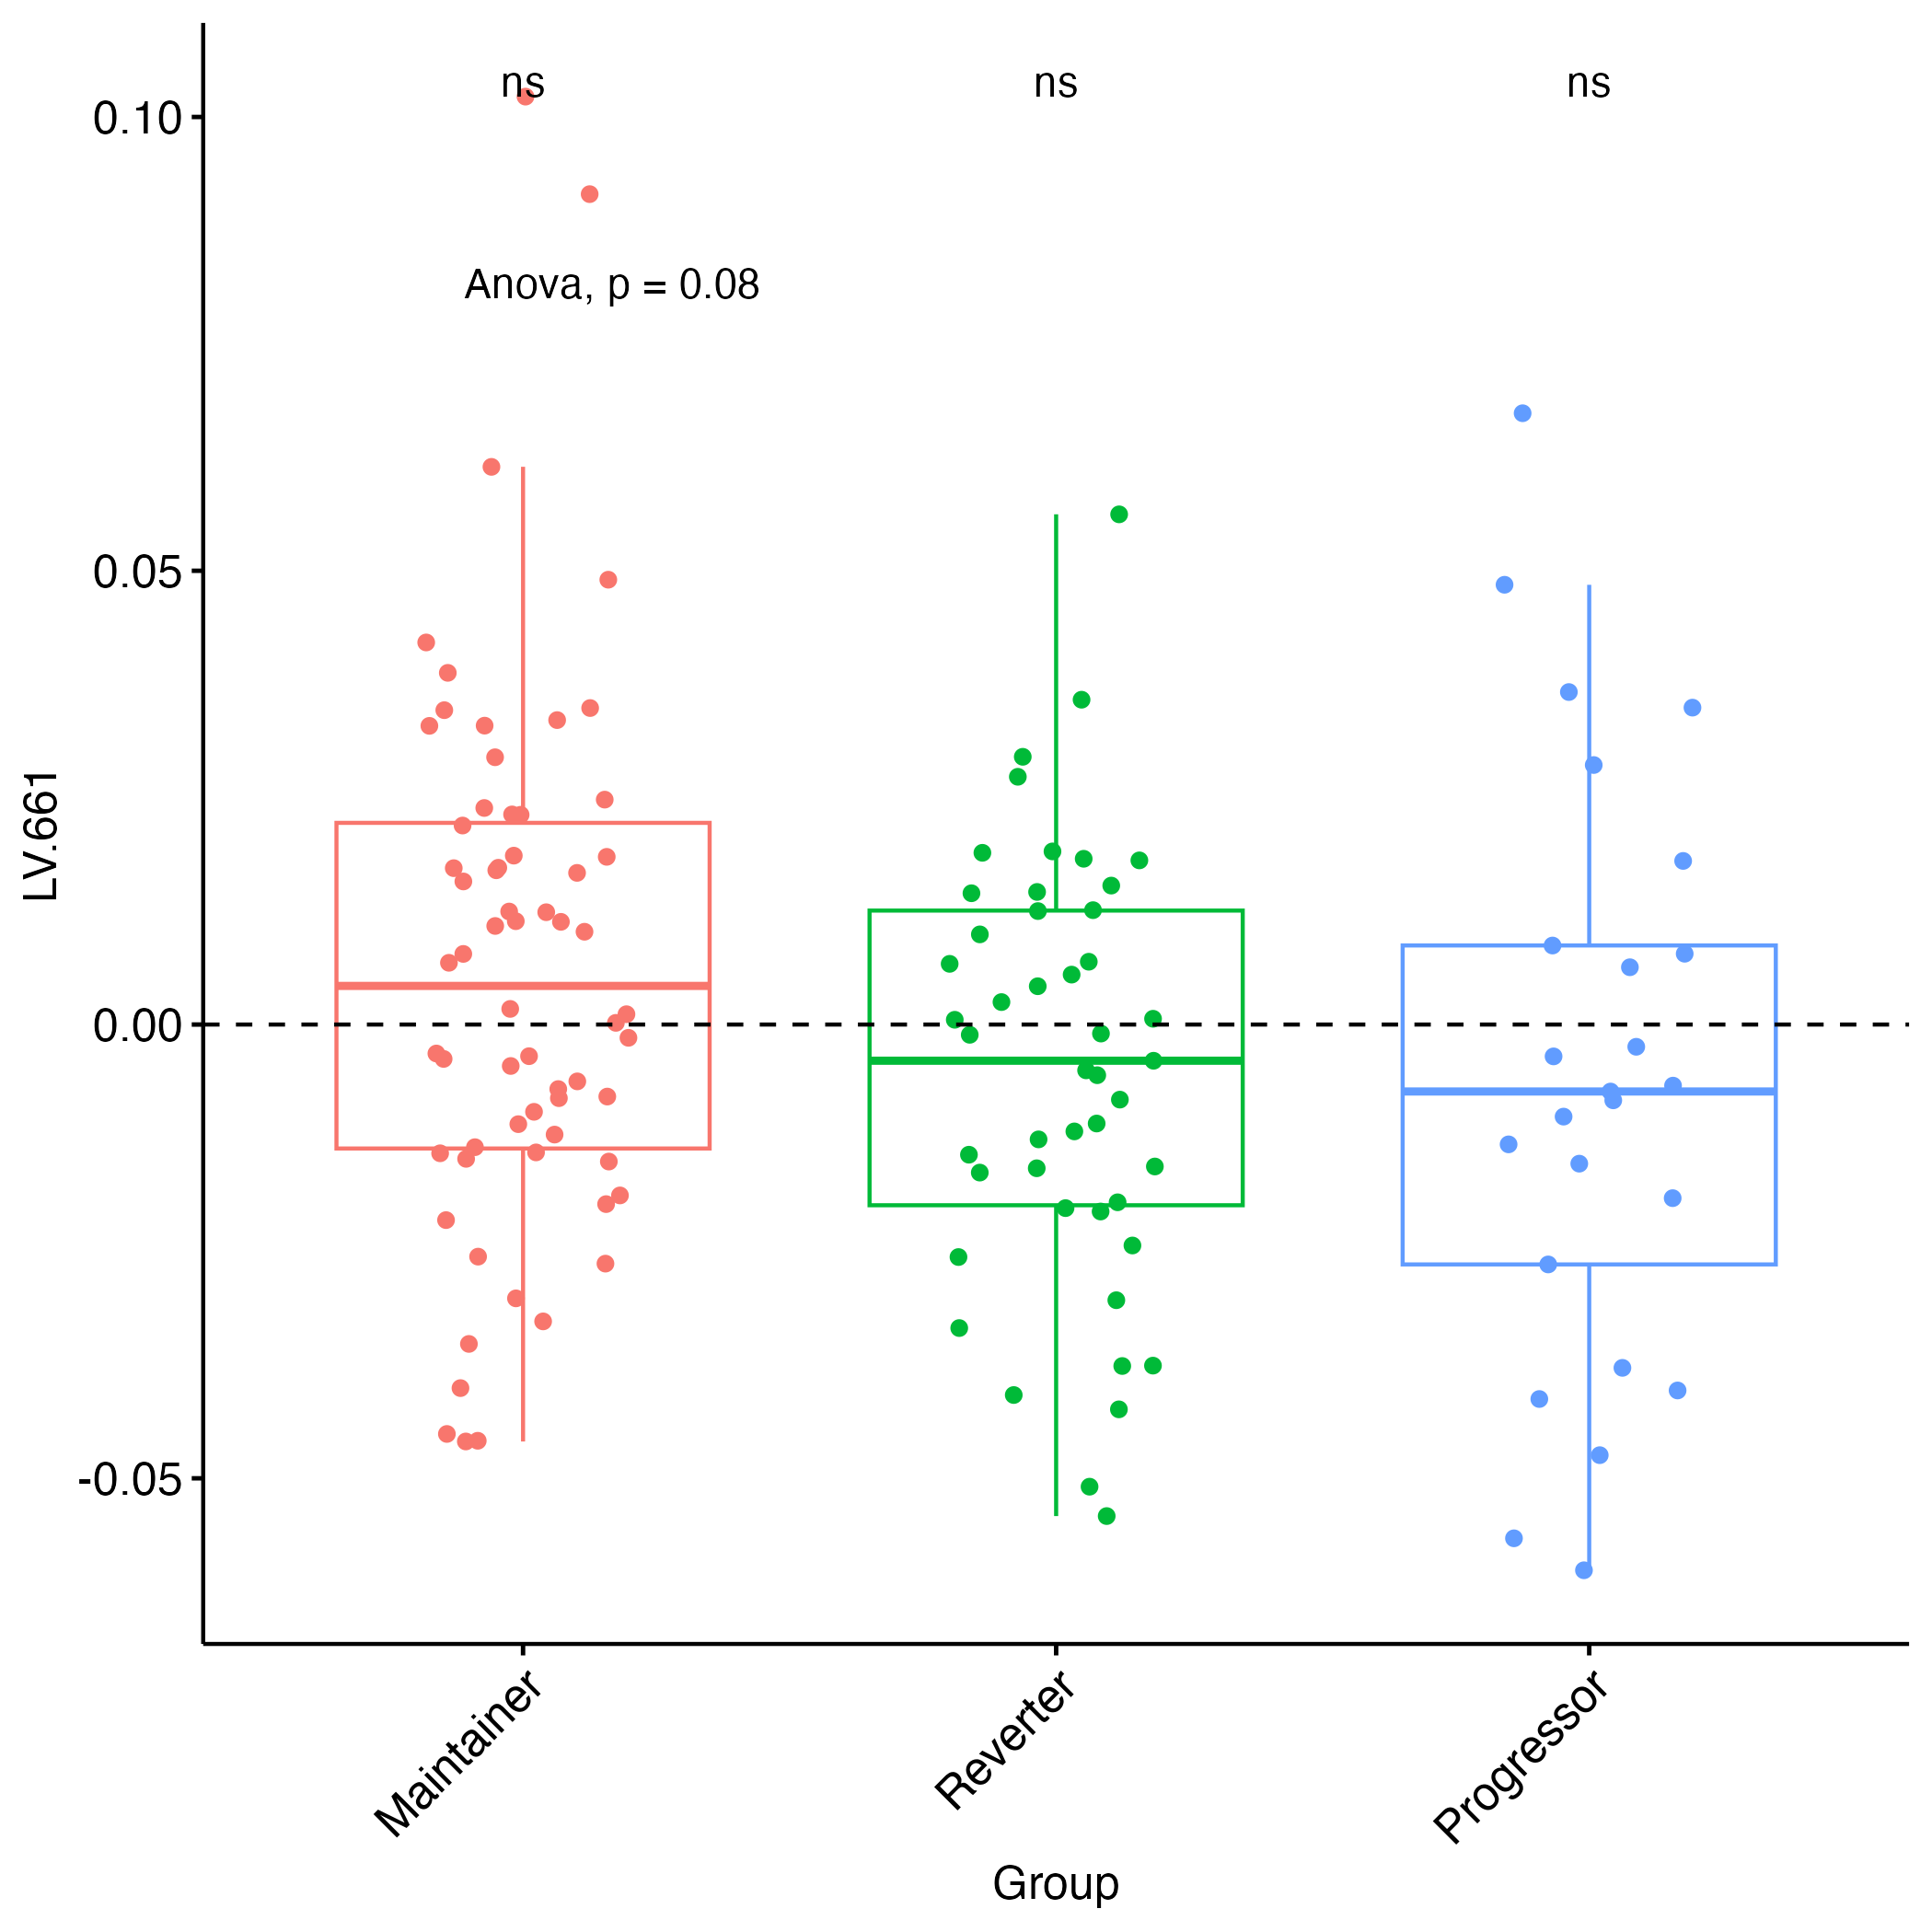 ns ns ns
Anova, p = 0.08
0.10
0.05
0.00
-0.05
LV.661
Maintainer
Reverter
Progressor
Group